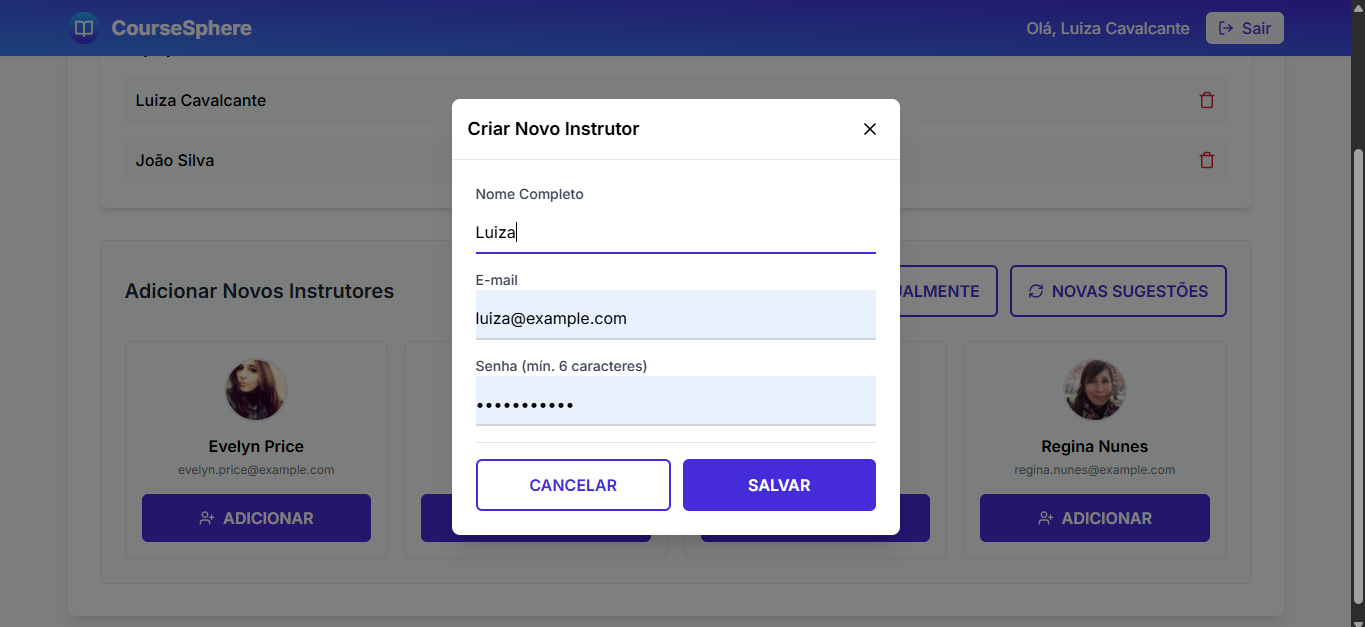 CourseSphere
Olá, Luiza Cavalcante
Sair
Luiza Cavalcante
João Silva
Criar Novo Instrutor
Nome Completo
Luiza
E-mail
luiza@example.com
Senha (mín. 6 caracteres)
•••••••••••
CANCELAR
SALVAR
Adicionar Novos Instrutores
NOVAS SUGESTÕES
Evelyn Price
evelyn.price@example.com
ADICIONAR
Regina Nunes
regina.nunes@example.com
ADICIONAR